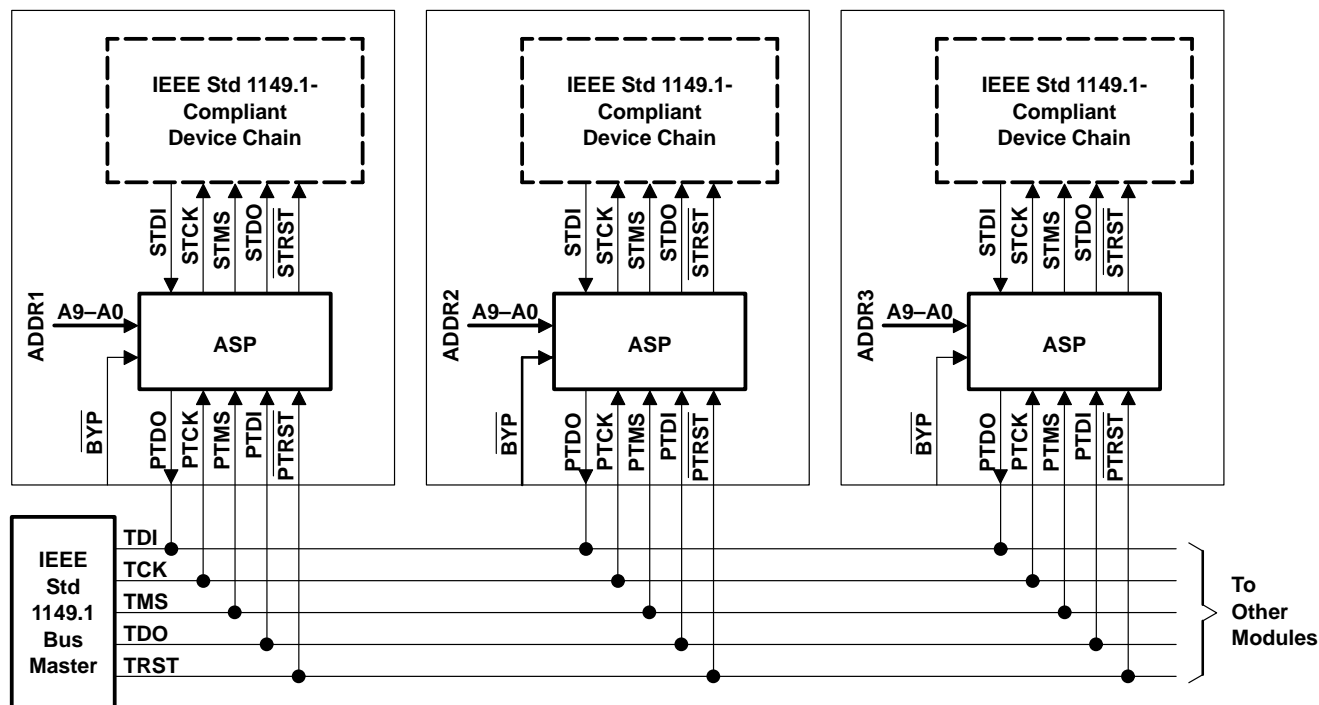 IEEE Std 1149.1-
Compliant
Device Chain
STDI
STCK
STMS
STDO
STRST
ADDR1
A9–A0
ASP
BYP
PTDO
PTCK
PTMS
PTDI
PTRST
IEEE Std 1149.1-
Compliant
Device Chain
STDI
STCK
STMS
STDO
STRST
ADDR2
A9–A0
ASP
BYP
PTDO
PTCK
PTMS
PTDI
PTRST
IEEE Std 1149.1-
Compliant
Device Chain
STDI
STCK
STMS
STDO
STRST
ADDR3
A9–A0
ASP
BYP
PTDO
PTCK
PTMS
PTDI
PTRST
IEEE
Std
1149.1
Bus
Master
TDI
TCK
TMS
TDO
TRST
To
Other
Modules